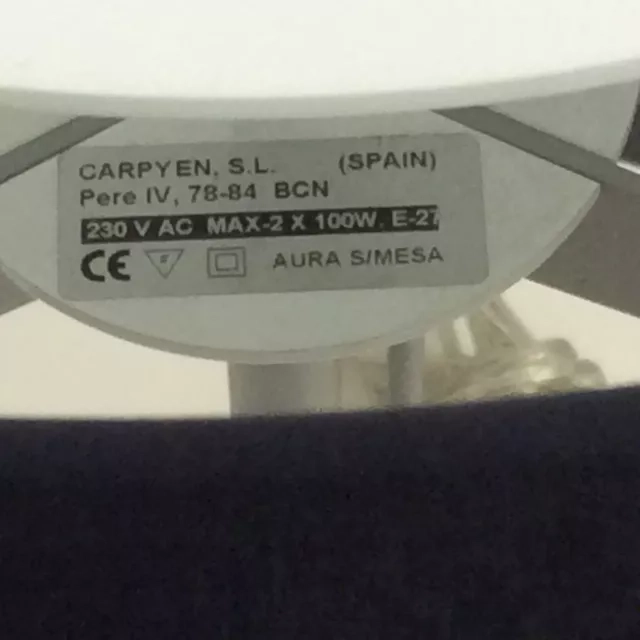 CARPYEN, S.L. (SPAIN)
Pere IV, 78-84 BCN
230 V AC MAX-2 X 100W. E-27
CE F AURA S/MESA